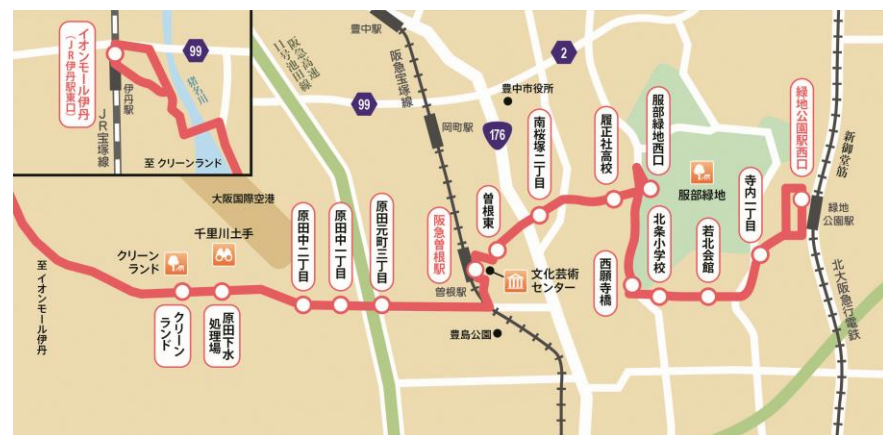 イオンモール伊丹
（ＪＲ伊丹駅東口）
伊丹駅
JR宝塚線
99
猪名川
至 クリーンランド
阪急高速
11号池田線
99
豊中駅
阪急宝塚線
岡町駅
2
豊中市役所
176
南桜塚二丁目
履正社高校
服部緑地西口
服部緑地
緑地公園駅西口
新御堂筋
緑地
公園駅
北大阪急行電鉄
大阪国際空港
千里川土手
クリーン
ランド
至 イオンモール伊丹
クリーン
ランド
原田下水
処理場
原田中二丁目
原田中一丁目
原田元町三丁目
阪急曽根駅
曽根駅
曽根東
文化芸術
センター
豊島公園
西願寺橋
北条小学校
若北会館
寺内一丁目